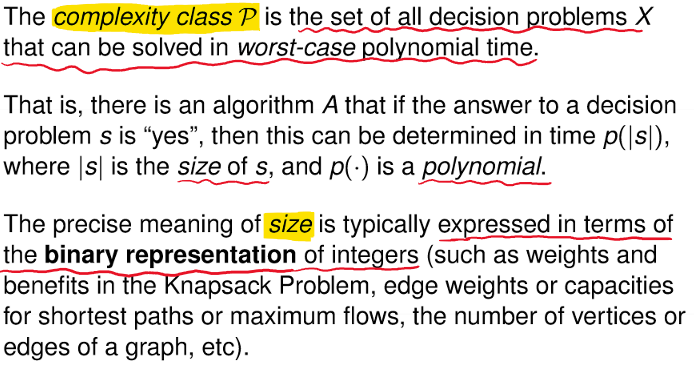 The complexity class P is the set of all decision problems X
that can be solved in worst-case polynomial time.
That is, there is an algorithm A that if the answer to a decision
problem s is “yes”, then this can be determined in time p(|s|),
where |s| is the size of s, and p(·) is a polynomial.
The precise meaning of size is typically expressed in terms of
the binary representation of integers (such as weights and
benefits in the Knapsack Problem, edge weights or capacities
for shortest paths or maximum flows, the number of vertices or
edges of a graph, etc).